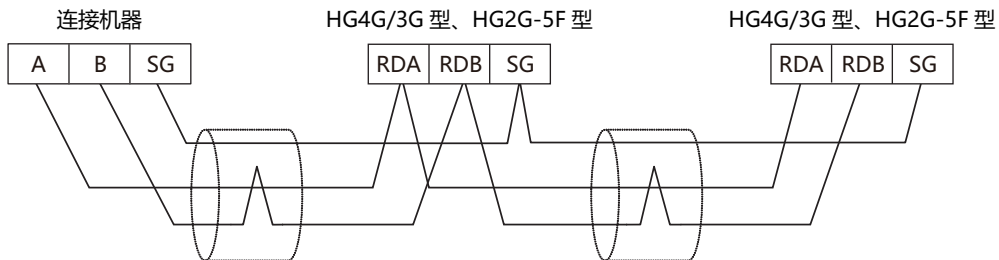 连接机器 HG4G/3G 型、HG2G-5F 型 HG4G/3G 型、HG2G-5F 型
A B SG RDA RDB SG RDA RDB SG